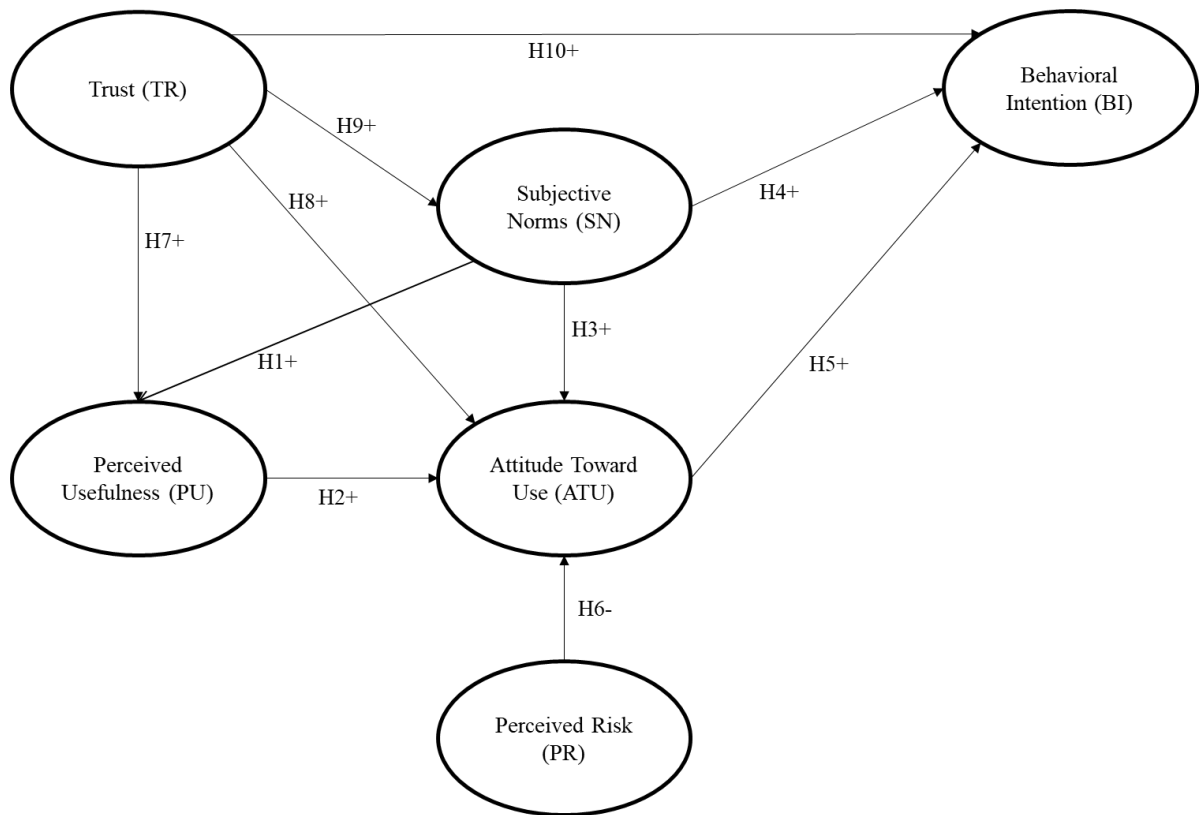 H10+
Trust (TR)
Behavioral
Intention (BI)
H9+
H8+
Subjective
Norms (SN)
H4+
H7+
H3+
H1+
H5+
Perceived
Usefulness (PU)
H2+
Attitude Toward
Use (ATU)
H6-
Perceived Risk
(PR)